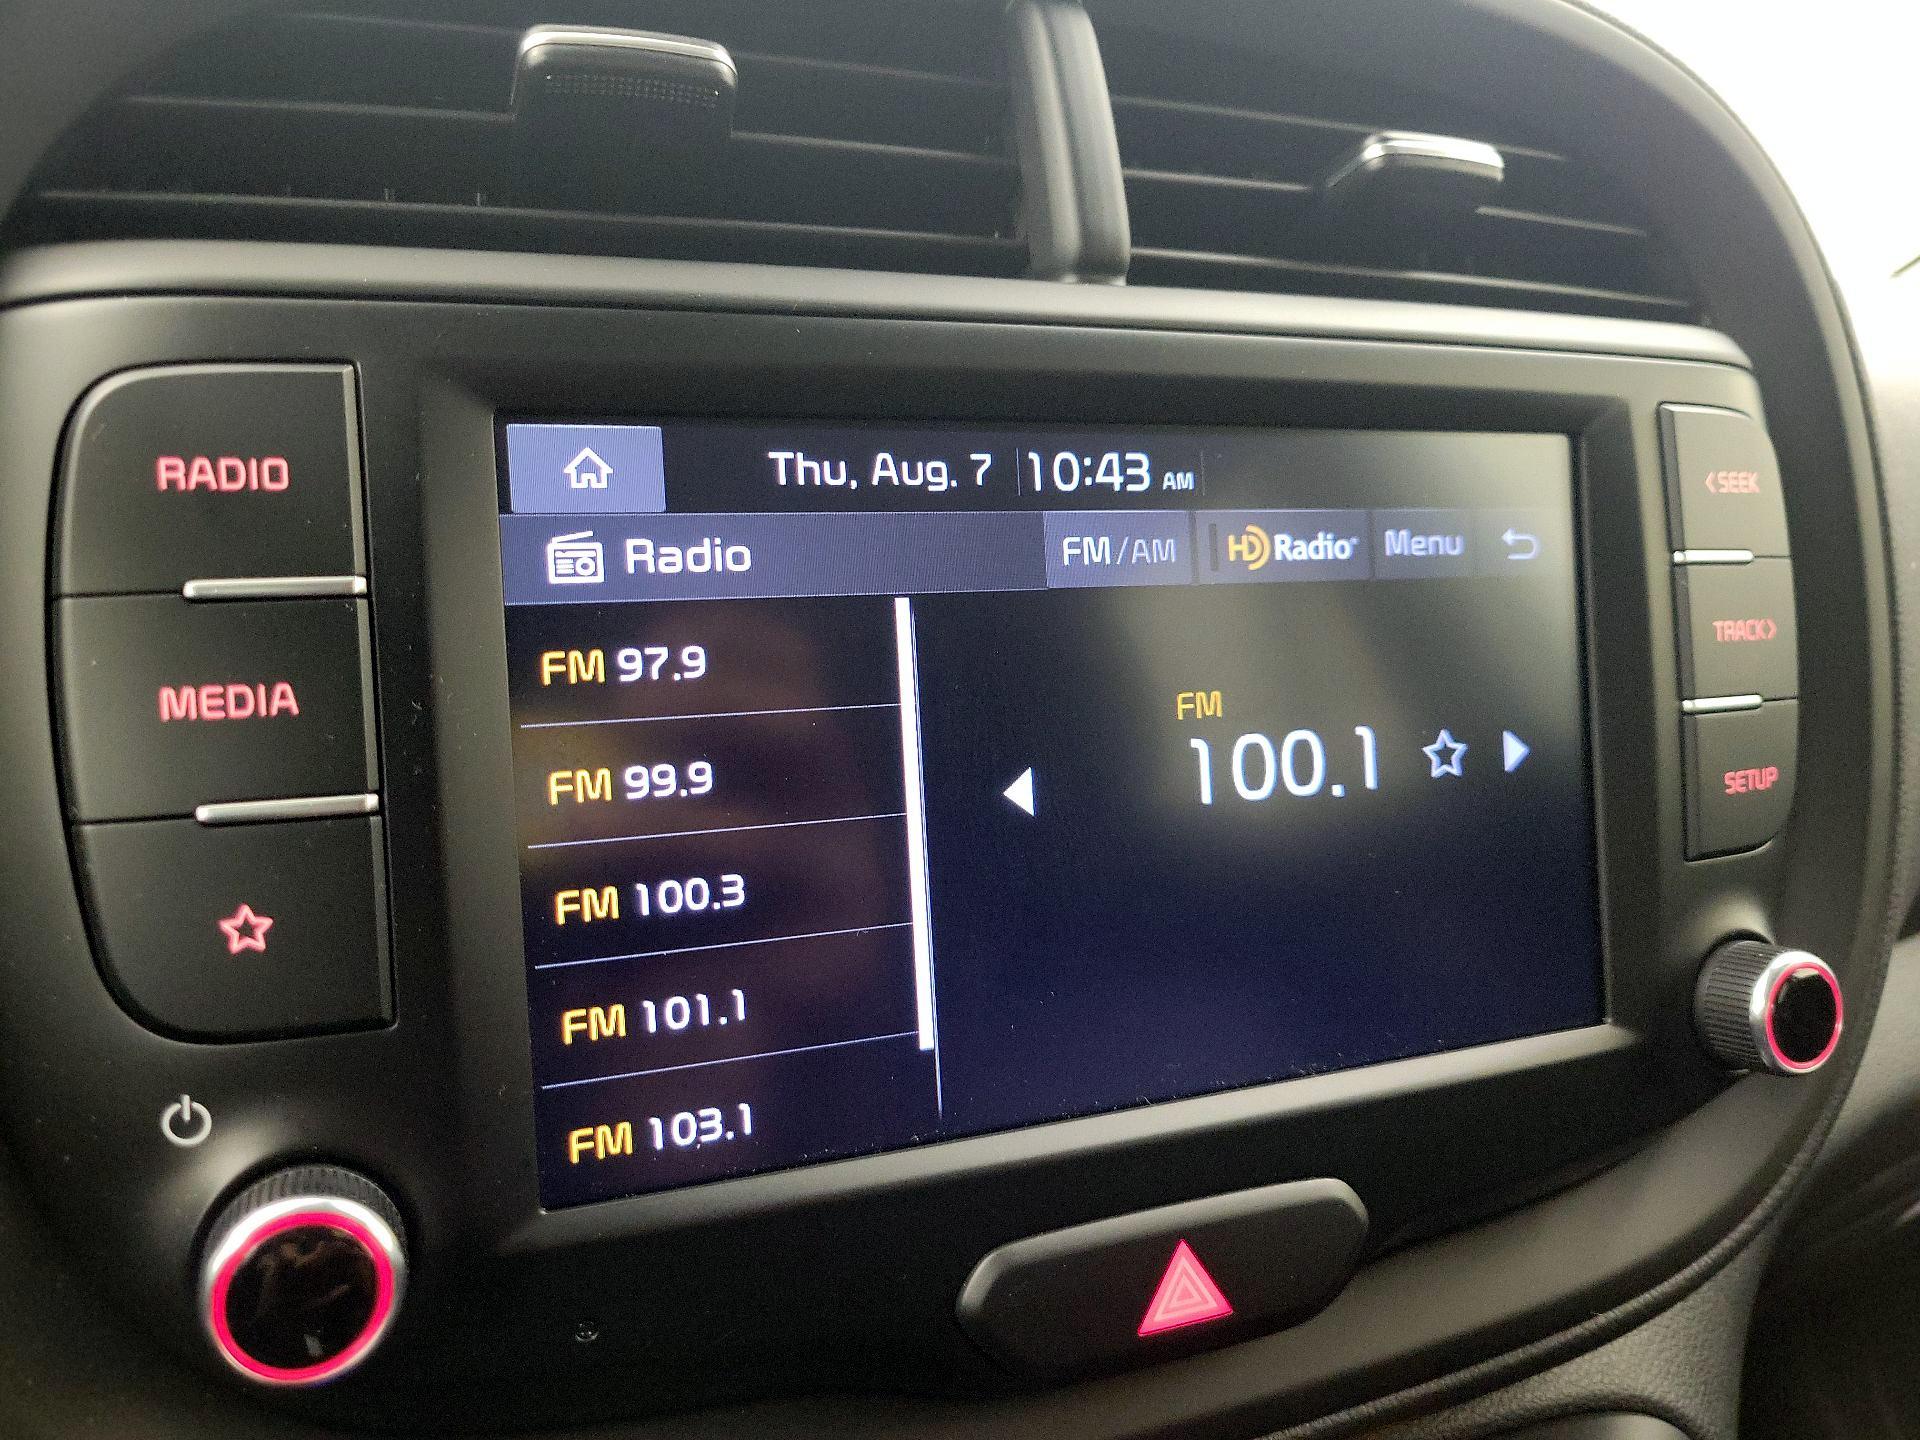 RADIO
MEDIA
Thu, Aug. 7 10:43 AM
Radio FM/AM HD Radio Menu
FM 97.9
FM 99.9
FM 100.3
FM 101.1
FM 103.1
FM
100.1
<SEEK
TRACK>
SETUP